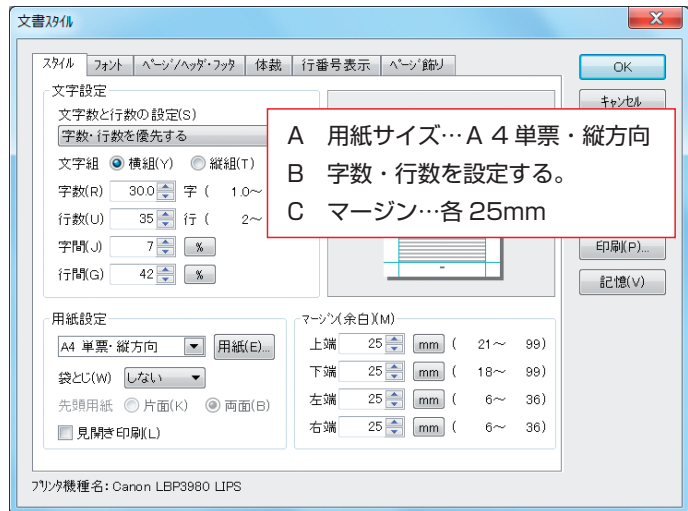 文書スタイル
スタイル フォント ページ/ヘッダ・フッタ 体裁 行番号表示 ページ飾り
文字設定
文字数と行数の設定(S)
字数・行数を優先する
文字組 横組(Y) 縦組(T)
字数(R) 30.0 字 ( 1.0～
行数(U) 35 行 ( 2～
字間(J) 7 %
行間(G) 42 %
A 用紙サイズ…A 4 単票・縦方向
B 字数・行数を設定する。
C マージン…各 25mm
OK
キャンセル
印刷(P)...
記憶(V)
用紙設定
A4 単票・縦方向 用紙(E)...
袋とじ(W) しない
先頭用紙 片面(K) 両面(B)
見開き印刷(L)
マージン(余白)(M)
上端 25 mm ( 21～ 99)
下端 25 mm ( 18～ 99)
左端 25 mm ( 6～ 36)
右端 25 mm ( 6～ 36)
プリンタ機種名：Canon LBP3980 LIPS